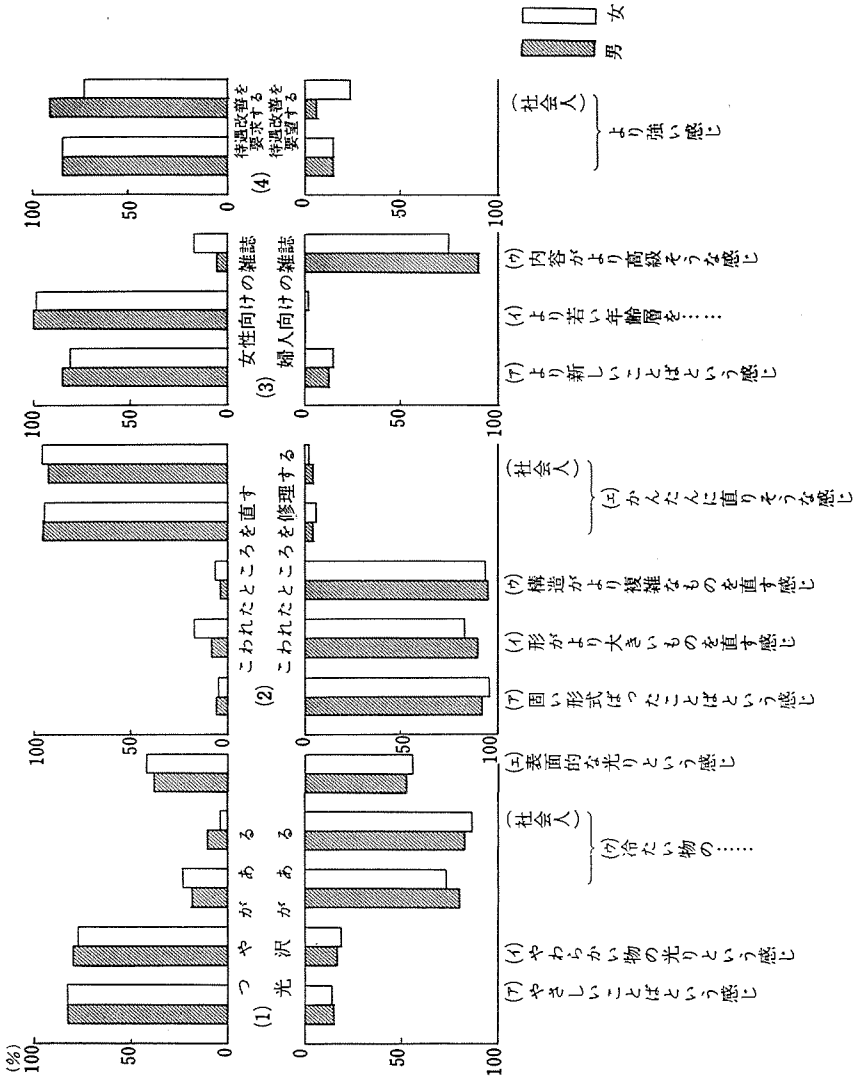 (%)
100
50
0
(1)
つやがある
光沢がある
0
50
100
(ア)やさしいことばという感じ
(イ)やわらかい物の光りという感じ
(ウ)冷たい物の……
(社会人)
(エ)表面的な光りという感じ
100
50
0
(2)
こわれたところを直す
こわれたところを修理する
0
50
100
(ア)固い形式ばったことばという感じ
(イ)形がより大きいものを直す感じ
(ウ)構造がより複雑なものを直す感じ
(エ)かんたんに直りそうな感じ
(社会人)
100
50
0
(3)
女性向けの雑誌
婦人向けの雑誌
0
50
100
(ア)より新しいことばという感じ
(イ)より若い年齢層を……
(ウ)内容がより高級そうな感じ
100
50
0
(4)
待遇改善を
要求する
待遇改善を
要望する
0
50
100
(社会人)
より強い感じ
男
女